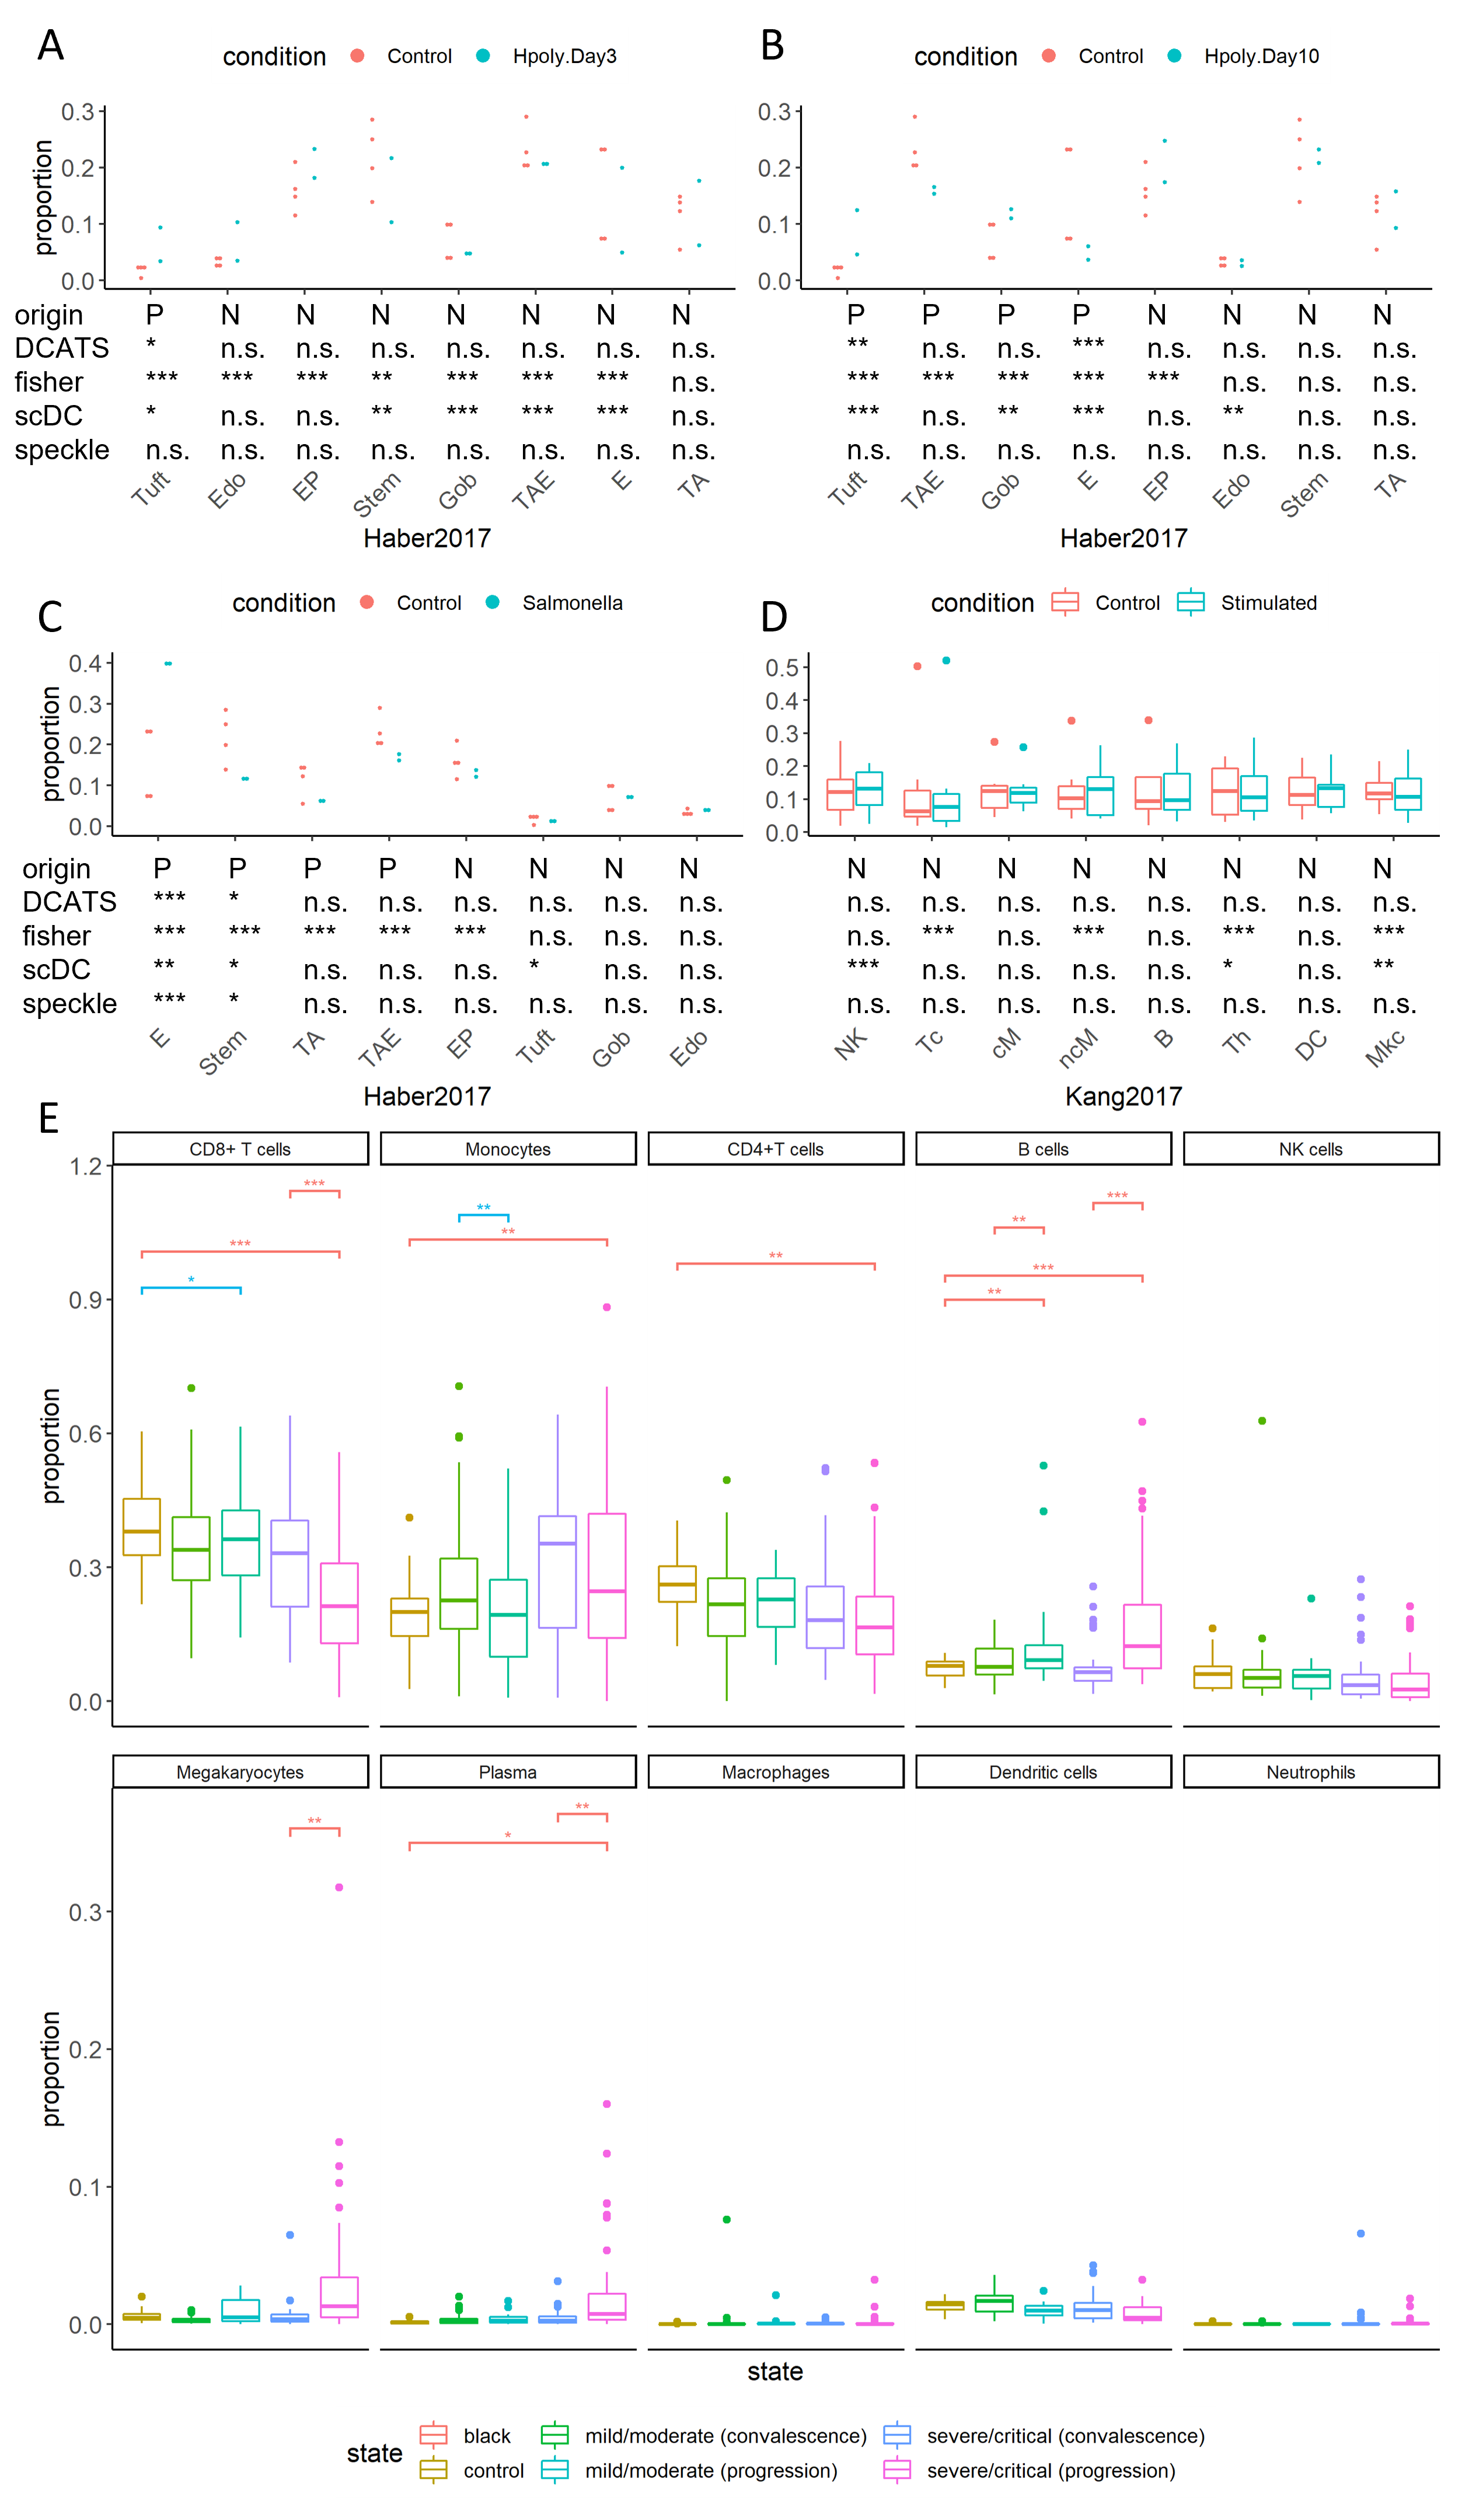 A
condition Control Hpoly.Day3
proportion
0.3
0.2
0.1
0.0
origin P N N N N N N N
DCATS * n.s. n.s. n.s. n.s. n.s. n.s. n.s.
fisher *** *** *** ** *** *** *** n.s.
scDC * n.s. n.s. ** *** *** *** n.s.
speckle n.s. n.s. n.s. n.s. n.s. n.s. n.s. n.s.
Tuft Edo EP Stem Gob TAE E TA
Haber2017
B
condition Control Hpoly.Day10
proportion
0.3
0.2
0.1
0.0
P P P P N N N N
** n.s. n.s. *** n.s. n.s. n.s. n.s.
*** *** *** *** *** n.s. n.s. n.s.
*** n.s. ** *** n.s. ** n.s. n.s.
n.s. n.s. n.s. n.s. n.s. n.s. n.s. n.s.
Tuft TAE Gob E EP Edo Stem TA
Haber2017
C
condition Control Salmonella
proportion
0.4
0.3
0.2
0.1
0.0
origin P P P P N N N N
DCATS *** * n.s. n.s. n.s. n.s. n.s. n.s.
fisher *** *** *** *** *** n.s. n.s. n.s.
scDC ** * n.s. n.s. n.s. * n.s. n.s.
speckle *** * n.s. n.s. n.s. n.s. n.s. n.s.
E Stem TA TAE EP Tuft Gob Edo
Haber2017
D
condition Control Stimulated
0.5
0.4
0.3
0.2
0.1
0.0
N N N N N N N N
n.s. n.s. n.s. n.s. n.s. n.s. n.s. n.s.
n.s. *** n.s. *** n.s. *** n.s. ***
*** n.s. n.s. n.s. n.s. * n.s. **
n.s. n.s. n.s. n.s. n.s. n.s. n.s. n.s.
NK Tc cM ncM B Th DC Mkc
Kang2017
E
CD8+ T cells Monocytes CD4+T cells B cells NK cells
proportion
1.2
0.9
0.6
0.3
0.0
***
***
*
**
**
**
***
**
***
**
Megakaryocytes Plasma Macrophages Dendritic cells Neutrophils
proportion
0.3
0.2
0.1
0.0
**
**
*
state
state
black mild/moderate (convalescence) severe/critical (convalescence)
control mild/moderate (progression) severe/critical (progression)